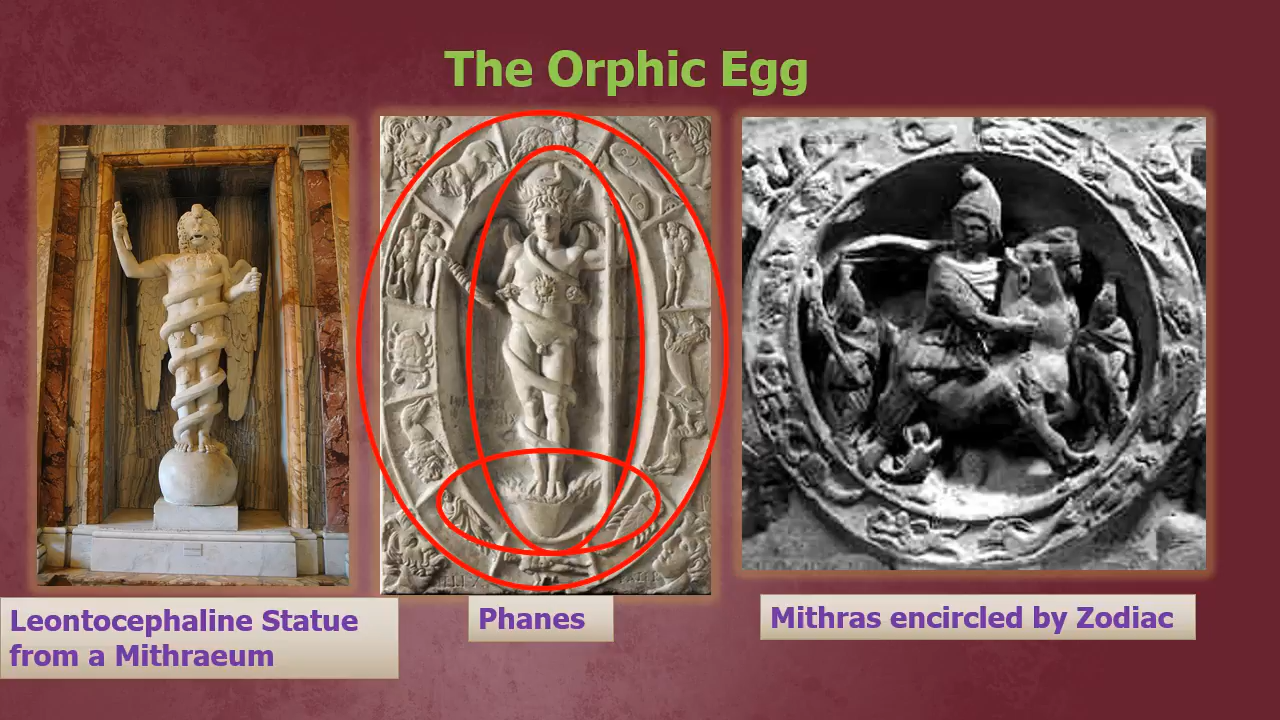 The Orphic Egg
Leontocephaline Statue
from a Mithraeum
Phanes
Mithras encircled by Zodiac